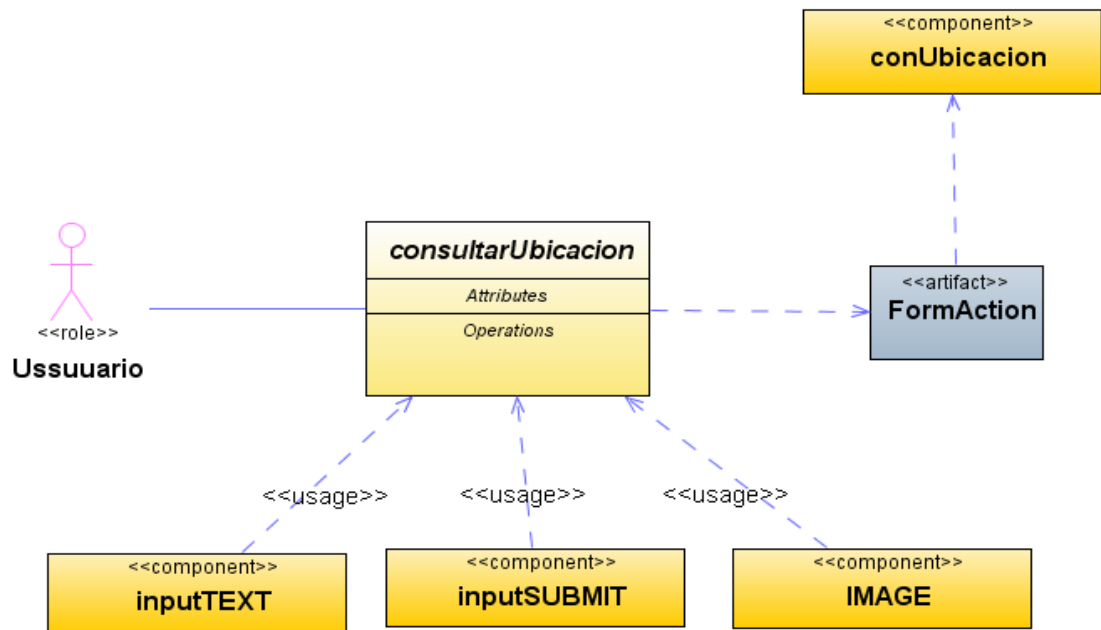 <<component>>
conUbicacion
consultarUbicacion
Attributes
Operations
<<artifact>>
FormAction
<<role>>
Ussuuario
<<usage>>
<<usage>>
<<usage>>
<<component>>
inputTEXT
<<component>>
inputSUBMIT
<<component>>
IMAGE